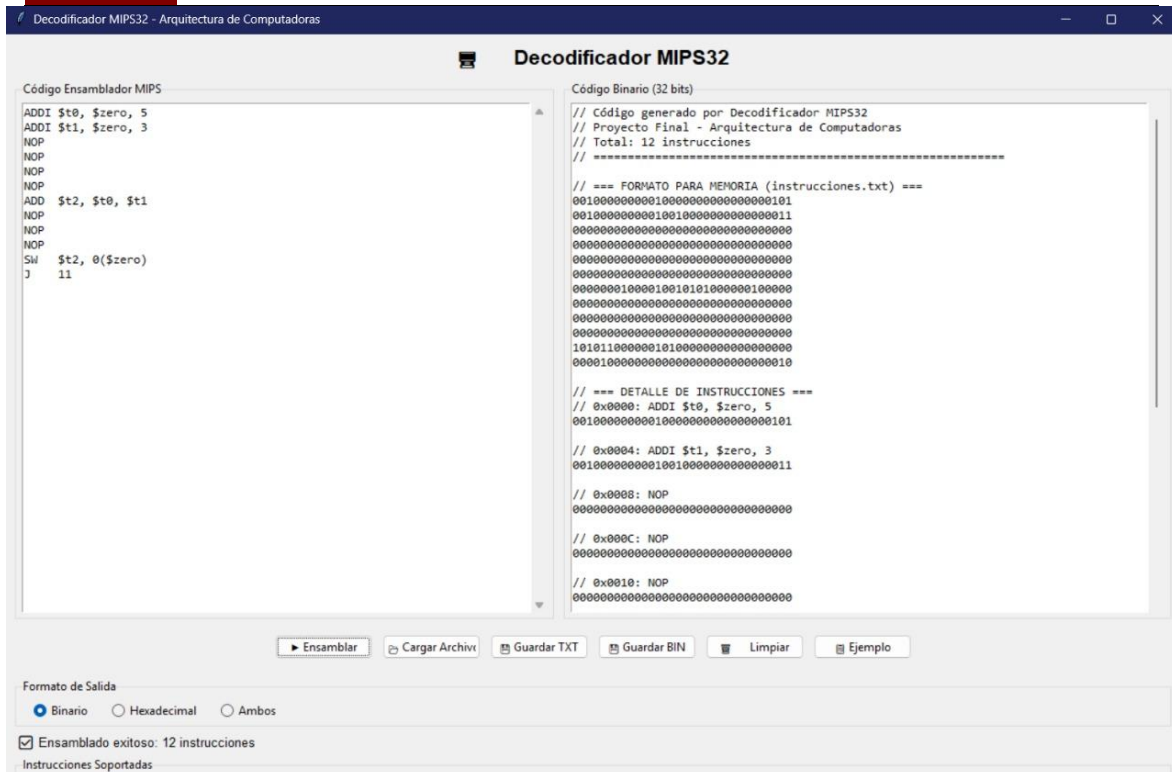 Decodificador MIPS32 - Arquitectura de Computadoras
Decodificador MIPS32
Código Ensamblador MIPS
ADDI $t0, $zero, 5
ADDI $t1, $zero, 3
NOP
NOP
NOP
NOP
ADD $t2, $t0, $t1
NOP
NOP
NOP
SW $t2, 0($zero)
J 11
Código Binario (32 bits)
// Código generado por Decodificador MIPS32
// Proyecto Final - Arquitectura de Computadoras
// Total: 12 instrucciones
// ============================================================
// === FORMATO PARA MEMORIA (instrucciones.txt) ===
00100000000010000000000000000101
00100000000010010000000000000011
00000000000000000000000000000000
00000000000000000000000000000000
00000000000000000000000000000000
00000000000000000000000000000000
00000001000010010101000000100000
00000000000000000000000000000000
00000000000000000000000000000000
00000000000000000000000000000000
10101100000010100000000000000000
00001000000000000000000000000010
// === DETALLE DE INSTRUCCIONES ===
// 0x0000: ADDI $t0, $zero, 5
00100000000010000000000000000101
// 0x0004: ADDI $t1, $zero, 3
00100000000010010000000000000011
// 0x0008: NOP
00000000000000000000000000000000
// 0x000C: NOP
00000000000000000000000000000000
// 0x0010: NOP
00000000000000000000000000000000
Ensamblar Cargar Archivo Guardar TXT Guardar BIN Limpiar Ejemplo
Formato de Salida
Binario Hexadecimal Ambos
Ensamblado exitoso: 12 instrucciones
Instrucciones Soportadas